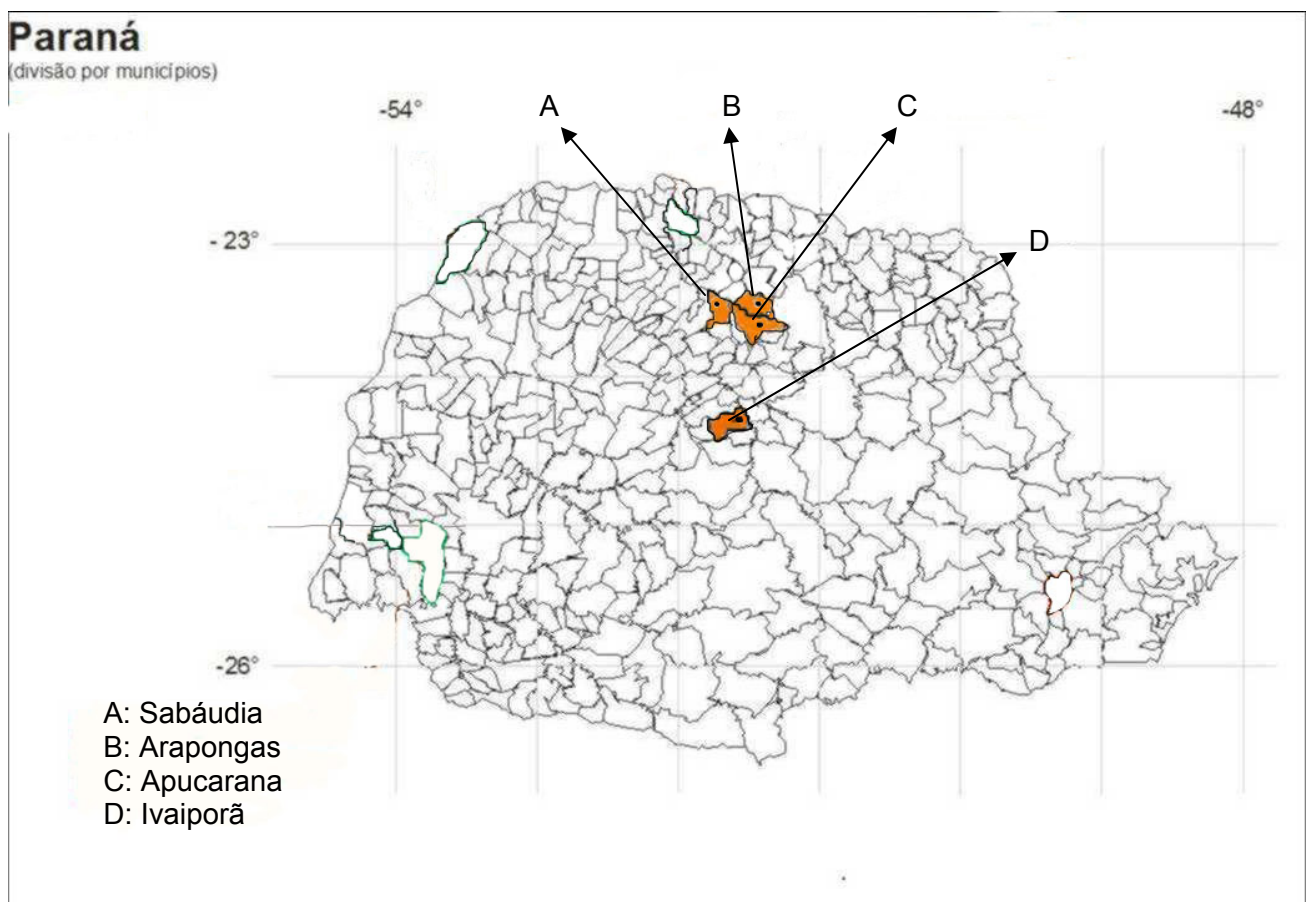 Paraná
(divisão por municípios)
-54°
-48°
A
B
C
D
- 23°
-26°
A: Sabáudia
B: Arapongas
C: Apucarana
D: Ivaiporã